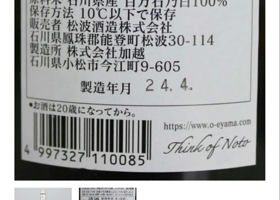 原料米 石川県産 百万石乃白100%
保存方法 10℃以下で保存
販売者 松波酒造株式会社
石川県鳳珠郡能登町松波30-114
製造所 株式会社加越
石川県小松市今江町9-605
製造年月 24.4.
●お酒は20歳になってから。
https://www.o-eyama.com
Think of Noto
4 997327 110085